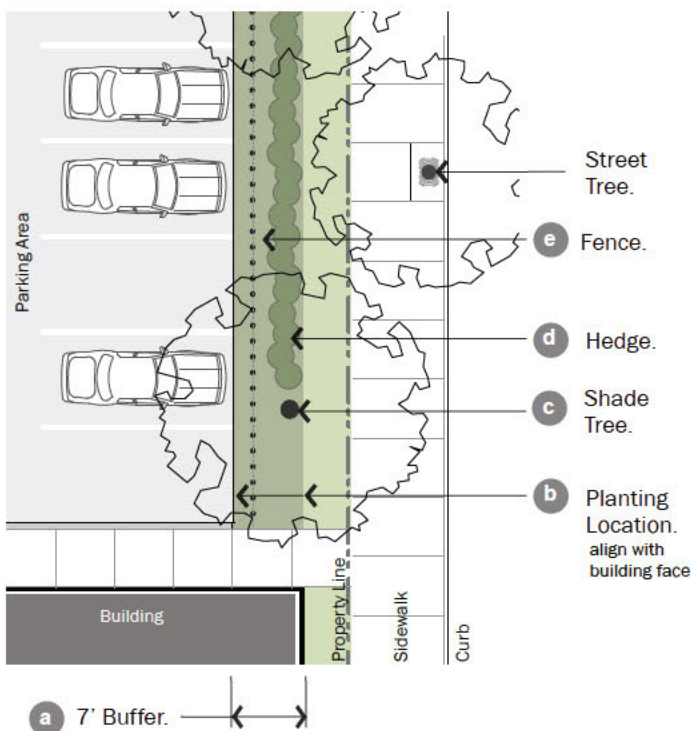 Parking Area
Street
Tree.
e Fence.
d Hedge.
c Shade
Tree.
b Planting
Location.
align with
building face
Building
Property Line
Sidewalk
Curb
a 7’ Buffer.